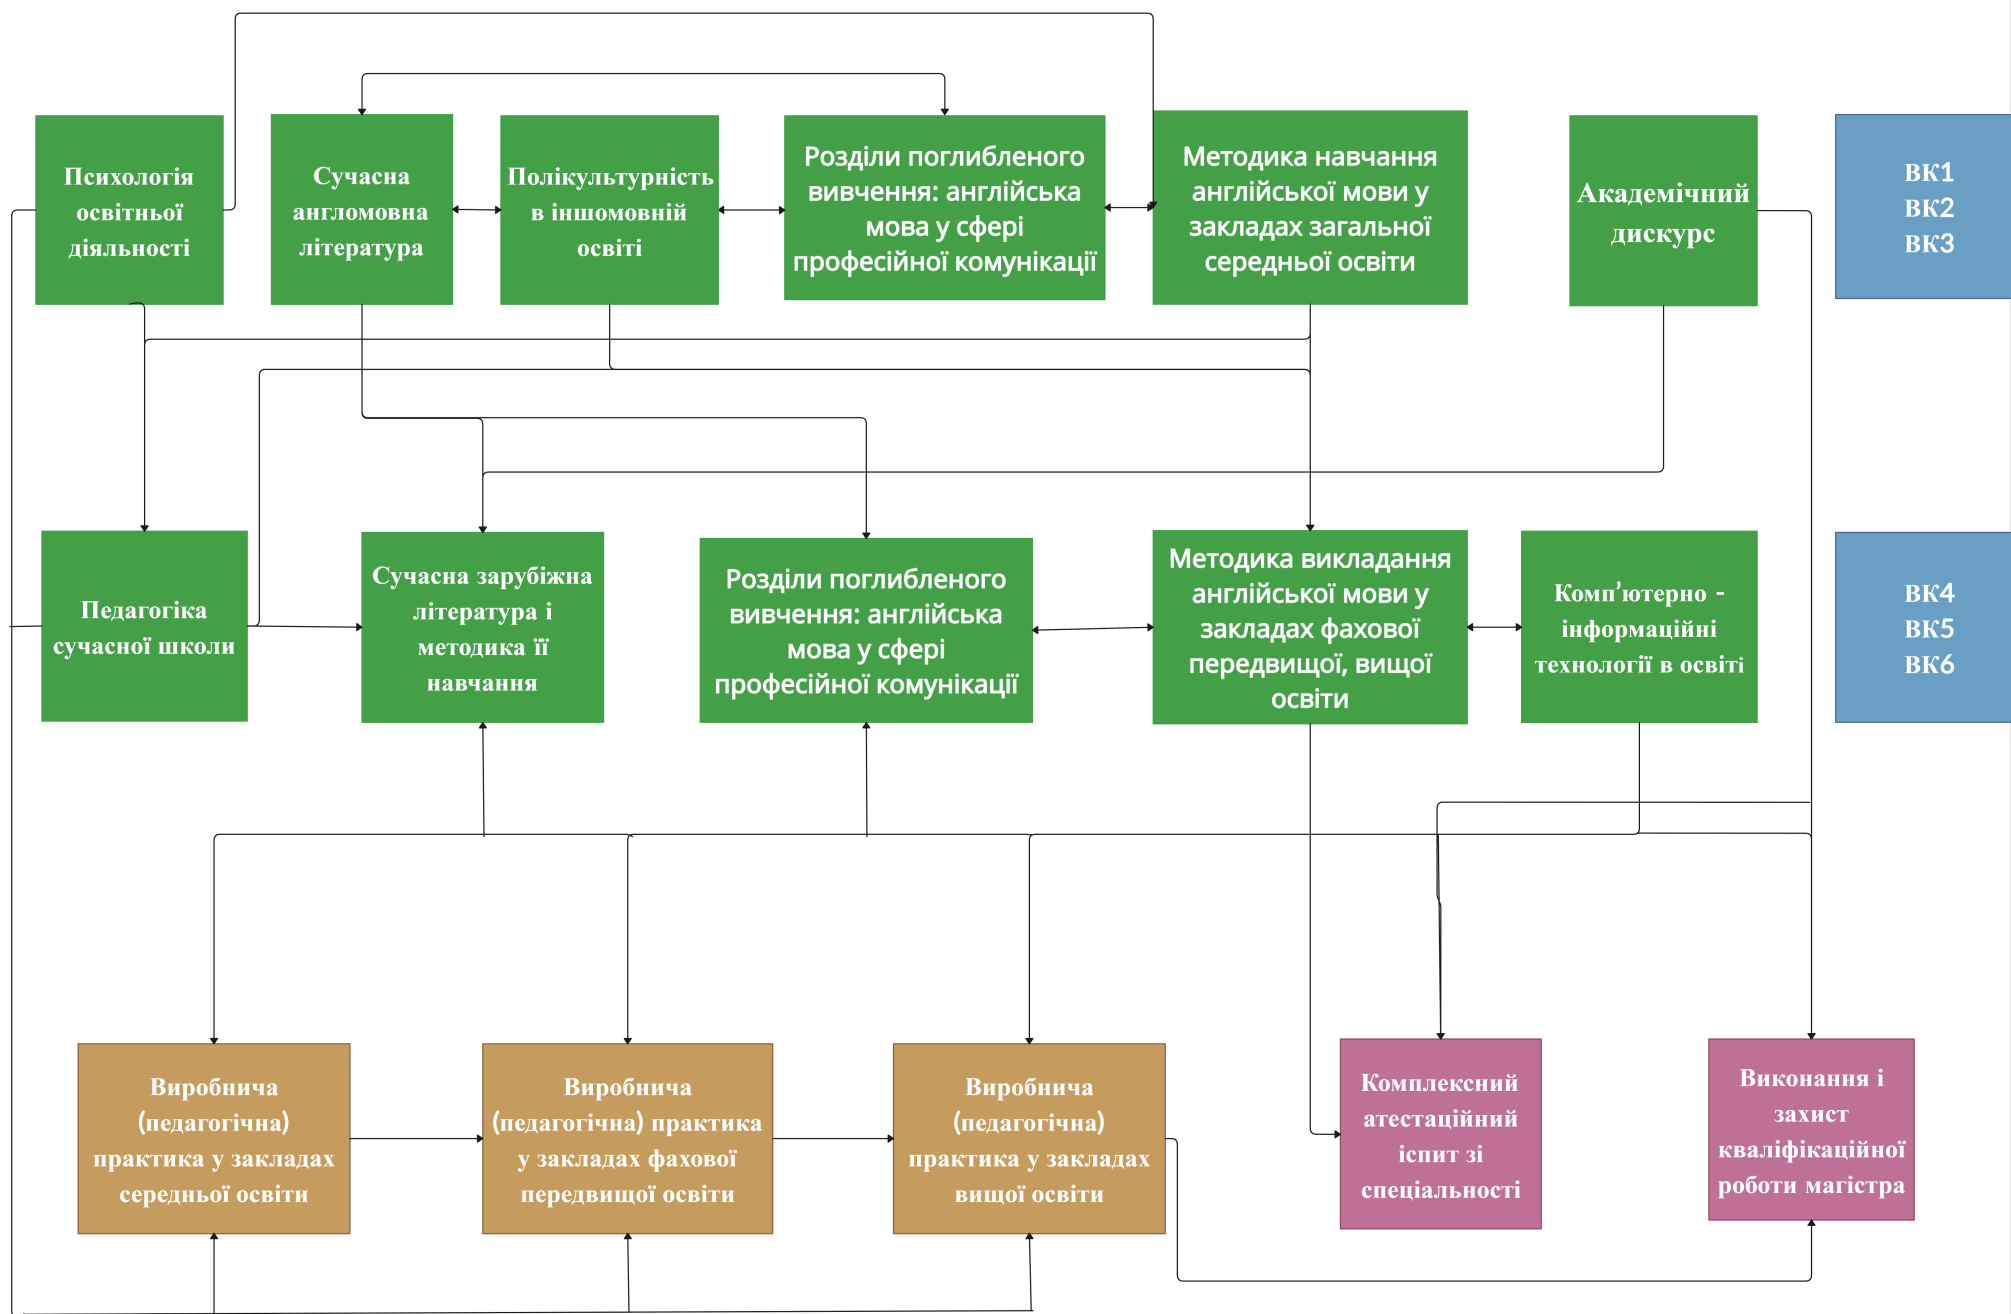 Психологія
освітньої
діяльності
Сучасна
англомовна
література
Полікультурність
в іншомовній
освіті
Розділи поглибленого
вивчення: англійська
мова у сфері
професійної комунікації
Методика навчання
англійської мови у
закладах загальної
середньої освіти
Академічний
дискурс
ВК1
ВК2
ВК3
Педагогіка
сучасної школи
Сучасна зарубіжна
література і
методика її
навчання
Розділи поглибленого
вивчення: англійська
мова у сфері
професійної комунікації
Методика викладання
англійської мови у
закладах фахової
передвищої, вищої
освіти
Комп’ютерно -
інформаційні
технології в освіті
ВК4
ВК5
ВК6
Виробнича
(педагогічна)
практика у закладах
середньої освіти
Виробнича
(педагогічна) практика
у закладах фахової
передвищої освіти
Виробнича
(педагогічна)
практика у закладах
вищої освіти
Комплексний
атестаційний
іспит зі
спеціальності
Виконання і
захист
кваліфікаційної
роботи магістра